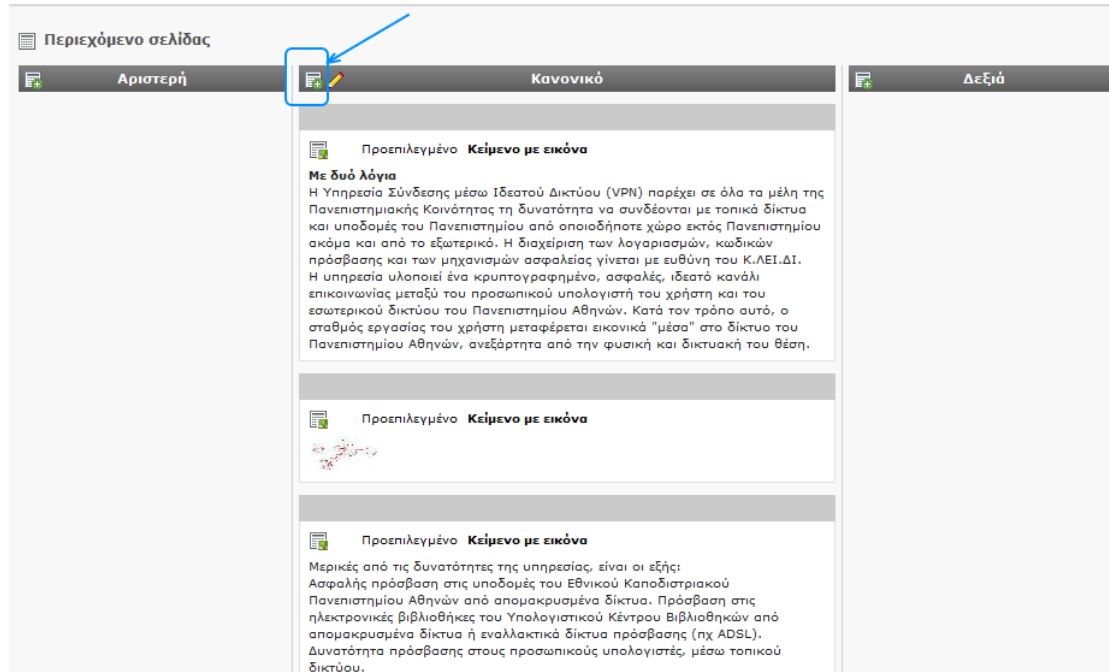 Περιεχόμενο σελίδας
Αριστερή
Κανονικό
Δεξιά
Προεπιλεγμένο Κείμενο με εικόνα
Με δυό λόγια
Η Υπηρεσία Σύνδεσης μέσω Ιδεατού Δικτύου (VPN) παρέχει σε όλα τα μέλη της
Πανεπιστημιακής Κοινότητας τη δυνατότητα να συνδέονται με τοπικά δίκτυα
και υποδομές του Πανεπιστημίου από οποιοδήποτε χώρο εκτός Πανεπιστημίου
ακόμα και από το εξωτερικό. Η διαχείριση των λογαριασμών, κωδικών
πρόσβασης και των μηχανισμών ασφαλείας γίνεται με ευθύνη του Κ.ΛΕΙ.ΔΙ.
Η υπηρεσία υλοποιεί ένα κρυπτογραφημένο, ασφαλές, ιδεατό κανάλι
επικοινωνίας μεταξύ του προσωπικού υπολογιστή του χρήστη και του
εσωτερικού δικτύου του Πανεπιστημίου Αθηνών. Κατά τον τρόπο αυτό, ο
σταθμός εργασίας του χρήστη μεταφέρεται εικονικά "μέσα" στο δίκτυο του
Πανεπιστημίου Αθηνών, ανεξάρτητα από την φυσική και δικτυακή του θέση.
Προεπιλεγμένο Κείμενο με εικόνα
Προεπιλεγμένο Κείμενο με εικόνα
Μερικές από τις δυνατότητες της υπηρεσίας, είναι οι εξής:
Ασφαλής πρόσβαση στις υποδομές του Εθνικού Καποδιστριακού
Πανεπιστημίου Αθηνών από απομακρυσμένα δίκτυα. Πρόσβαση στις
ηλεκτρονικές βιβλιοθήκες του Υπολογιστικού Κέντρου Βιβλιοθηκών από
απομακρυσμένα δίκτυα ή εναλλακτικά δίκτυα πρόσβασης (πχ ADSL).
Δυνατότητα πρόσβασης στους προσωπικούς υπολογιστές, μέσω τοπικού
δικτύου.